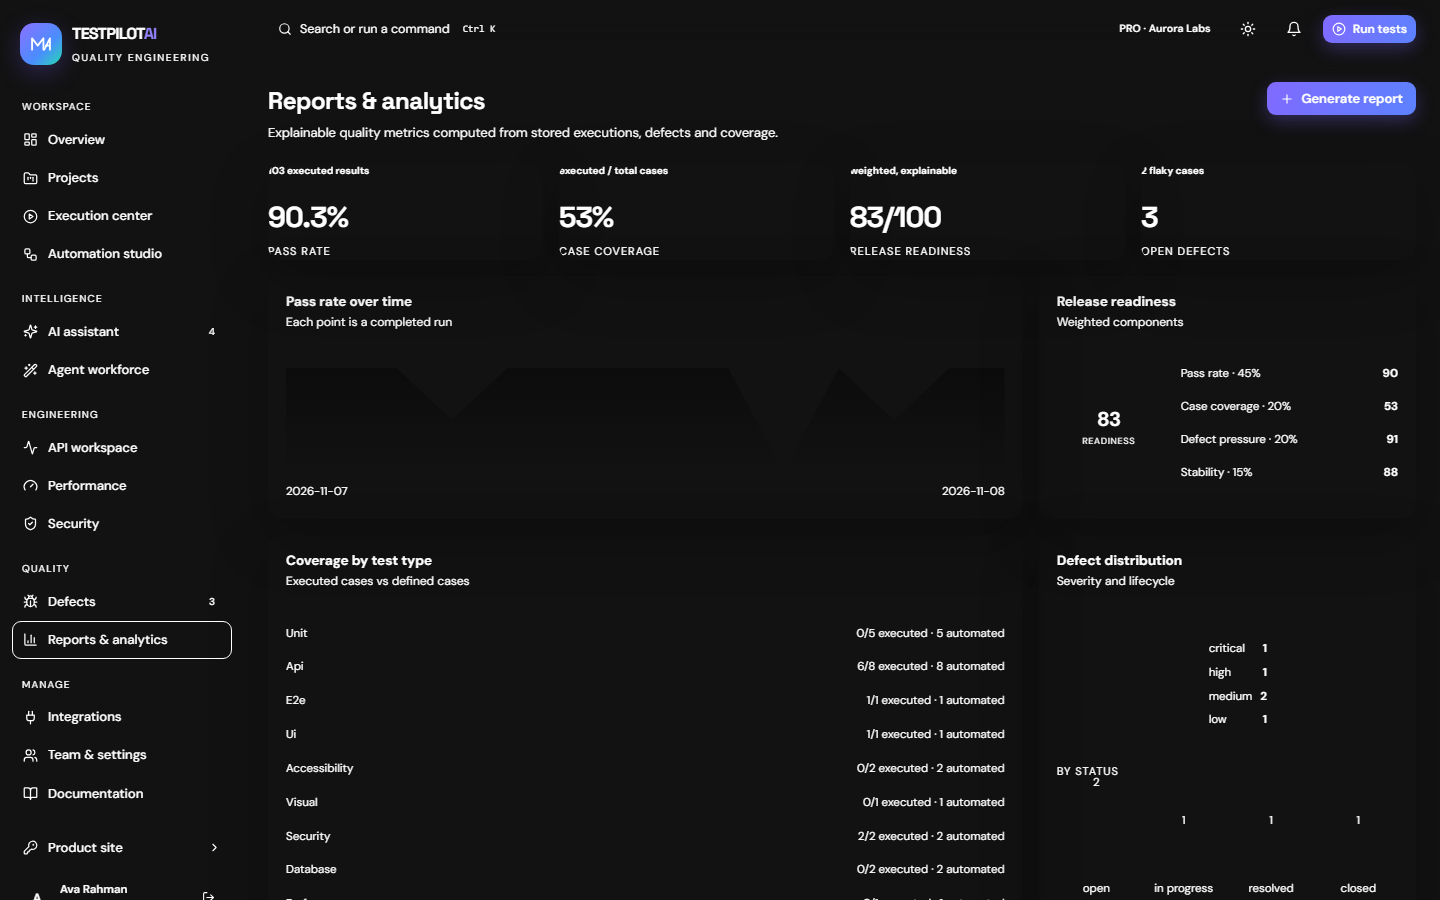 TESTPILOTAI
QUALITY ENGINEERING
Search or run a command Ctrl K
PRO · Aurora Labs
Run tests
WORKSPACE
Overview
Projects
Execution center
Automation studio
INTELLIGENCE
AI assistant 4
Agent workforce
ENGINEERING
API workspace
Performance
Security
QUALITY
Defects 3
Reports & analytics
MANAGE
Integrations
Team & settings
Documentation
Product site
Ava Rahman
Reports & analytics
Explainable quality metrics computed from stored executions, defects and coverage.
Generate report
103 executed results
90.3%
PASS RATE
executed / total cases
53%
CASE COVERAGE
weighted, explainable
83/100
RELEASE READINESS
2 flaky cases
3
OPEN DEFECTS
Pass rate over time
Each point is a completed run
2026-11-07 2026-11-08
Release readiness
Weighted components
83
READINESS
Pass rate · 45% 90
Case coverage · 20% 53
Defect pressure · 20% 91
Stability · 15% 88
Coverage by test type
Executed cases vs defined cases
Unit 0/5 executed · 5 automated
Api 6/8 executed · 8 automated
E2e 1/1 executed · 1 automated
Ui 1/1 executed · 1 automated
Accessibility 0/2 executed · 2 automated
Visual 0/1 executed · 1 automated
Security 2/2 executed · 2 automated
Database 0/2 executed · 2 automated
Defect distribution
Severity and lifecycle
critical 1
high 1
medium 2
low 1
BY STATUS
2
1 1 1
open in progress resolved closed